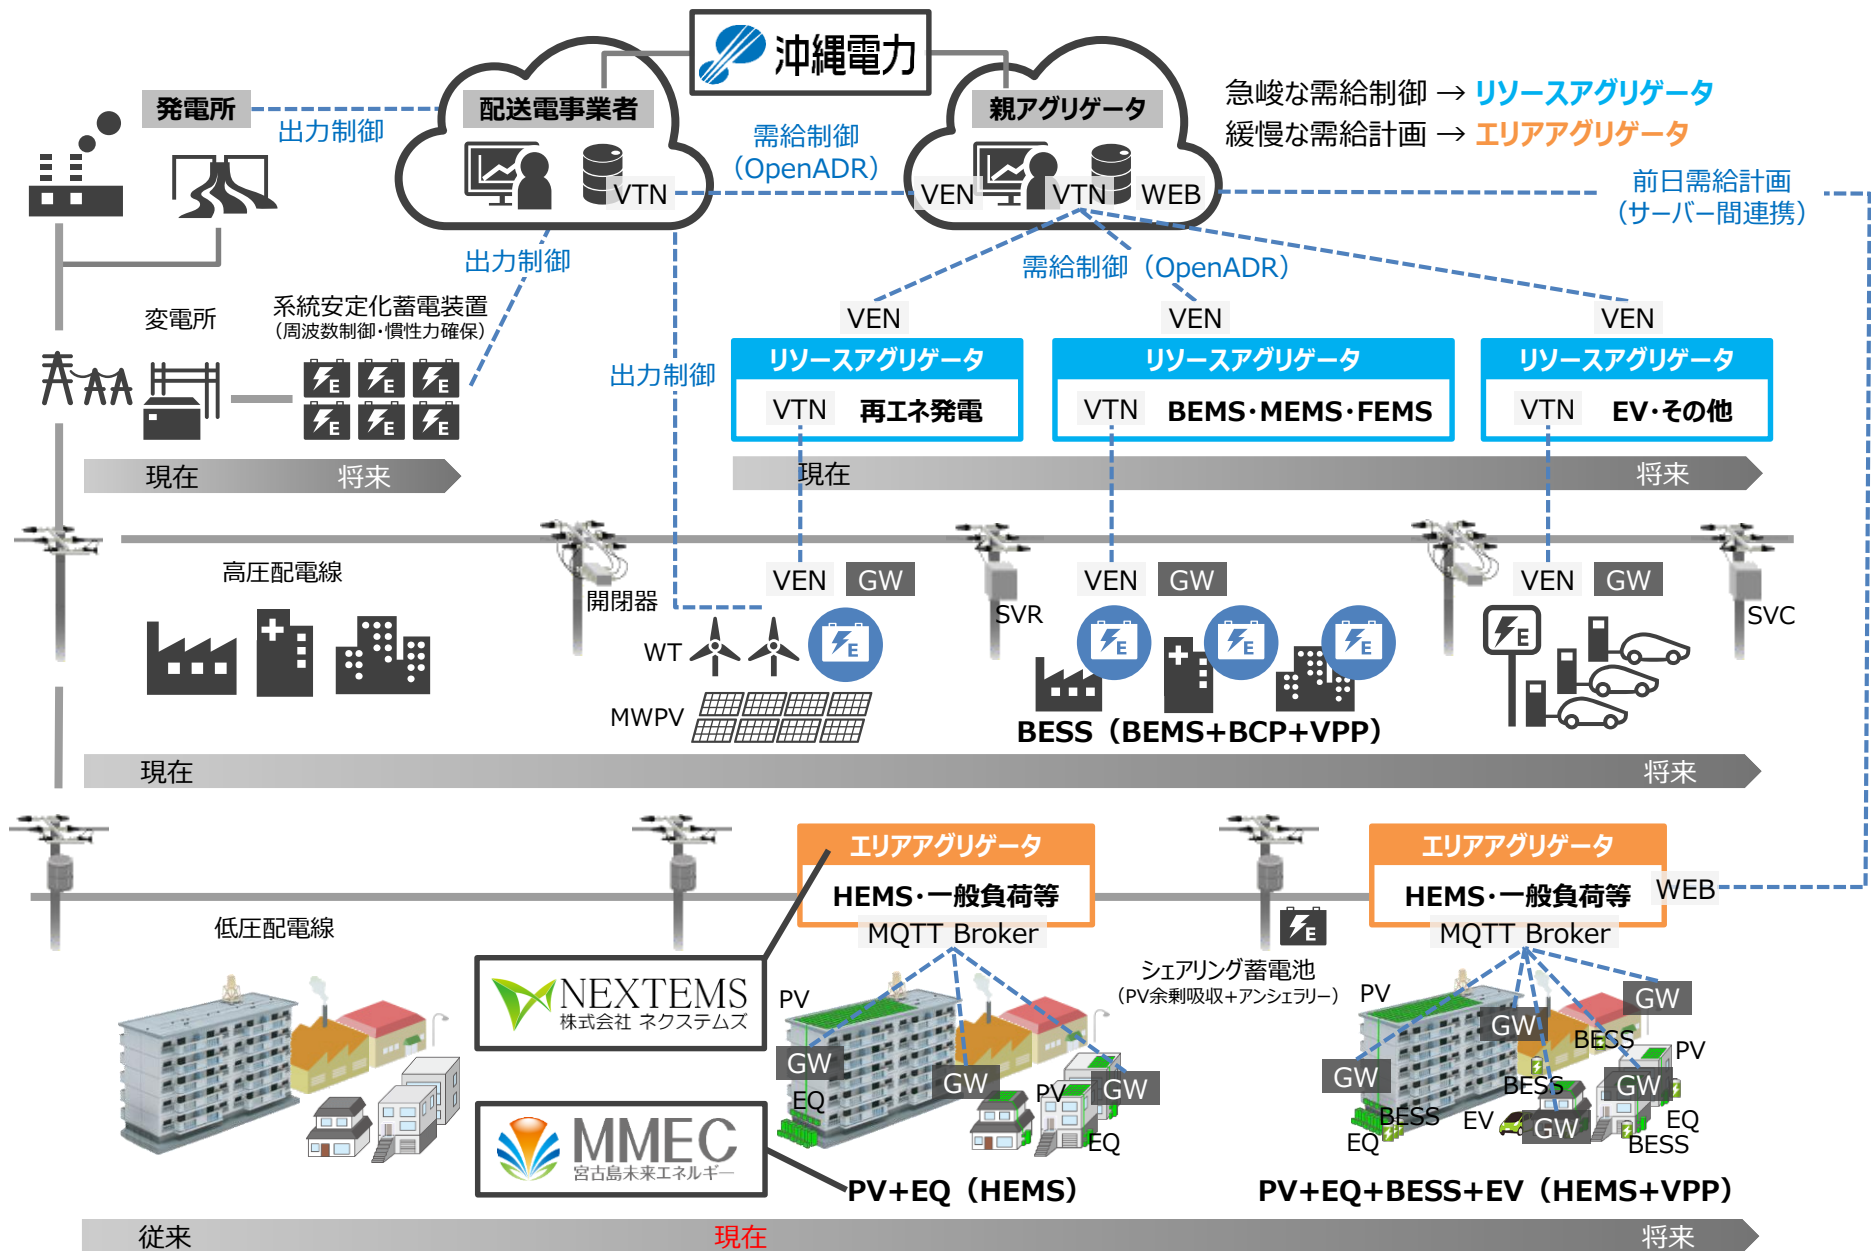 沖縄電力
発電所
出力制御
配送電事業者
VTN
需給制御
（OpenADR）
親アグリゲータ
VEN
VTN
WEB
急峻な需給制御 → リソースアグリゲータ
緩慢な需給計画 → エリアアグリゲータ
前日需給計画
（サーバー間連携）
出力制御
需給制御（OpenADR）
変電所
系統安定化蓄電装置
（周波数制御・慣性力確保）
E
E
E
E
E
E
現在
将来
出力制御
VEN
リソースアグリゲータ
VTN
再エネ発電
VEN
リソースアグリゲータ
VTN
BEMS・MEMS・FEMS
VEN
リソースアグリゲータ
VTN
EV・その他
現在
将来
高圧配電線
開閉器
VEN
GW
WT
E
MWPV
SVR
VEN
GW
E
E
E
BESS（BEMS+BCP+VPP）
VEN
GW
E
SVC
現在
将来
低圧配電線
エリアアグリゲータ
HEMS・一般負荷等
MQTT Broker
E
シェアリング蓄電池
（PV余剰吸収+アンシェラリー）
エリアアグリゲータ
HEMS・一般負荷等
WEB
MQTT Broker
NEXTEMS
株式会社 ネクステムズ
MMEC
宮古島未来エネルギー
PV
GW
EQ
GW
PV
GW
EQ
PV+EQ（HEMS）
PV
GW
GW
GW
BESS
PV
BESS
GW
BESS
EQ
EV
GW
EQ
BESS
PV+EQ+BESS+EV（HEMS+VPP）
従来
現在
将来